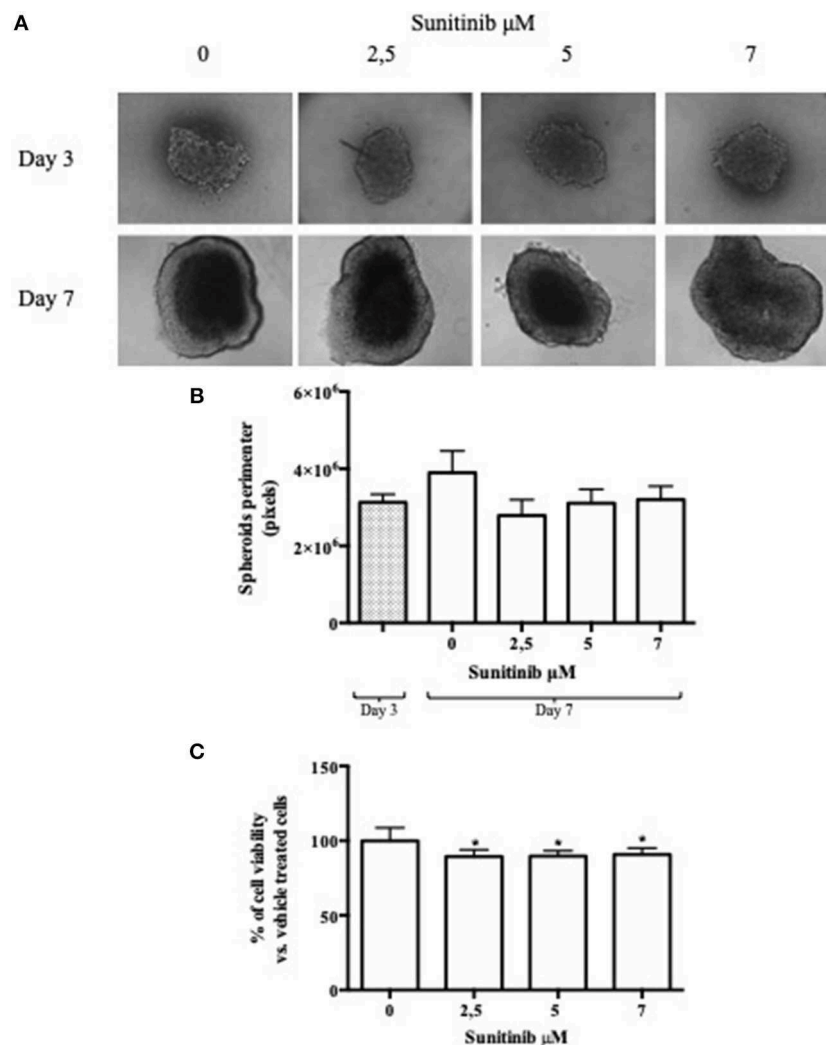 A
Sunitinib µM
0 2,5 5 7
Day 3
Day 7
B
6×10⁶
4×10⁶
2×10⁶
0
Spheroids perimenter
(pixels)
0 2,5 5 7
Sunitinib µM
Day 3 Day 7
C
150
100
50
0
% of cell viability
vs. vehicle treated cells
* * *
0 2,5 5 7
Sunitinib µM